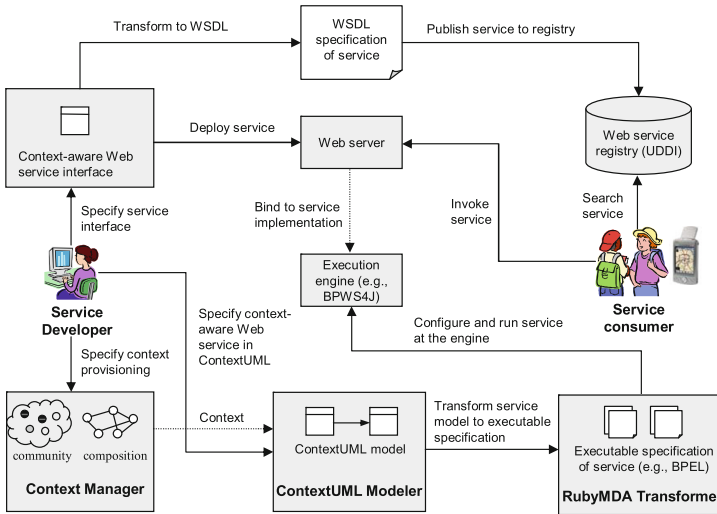 Transform to WSDL
WSDL
specification
of service
Publish service to registry
Context-aware Web
service interface
Deploy service
Web server
Web service
registry (UDDI)
Specify service
interface
Bind to service
implementation
Invoke
service
Search
service
Service
Developer
Execution
engine (e.g.,
BPWS4J)
Service
consumer
Specify context-
aware Web
service in
ContextUML
Configure and run service
at the engine
Specify context
provisioning
community
composition
Context Manager
Context
ContextUML model
ContextUML Modeler
Transform service
model to executable
specification
Executable specification
of service (e.g., BPEL)
RubyMDA Transforme